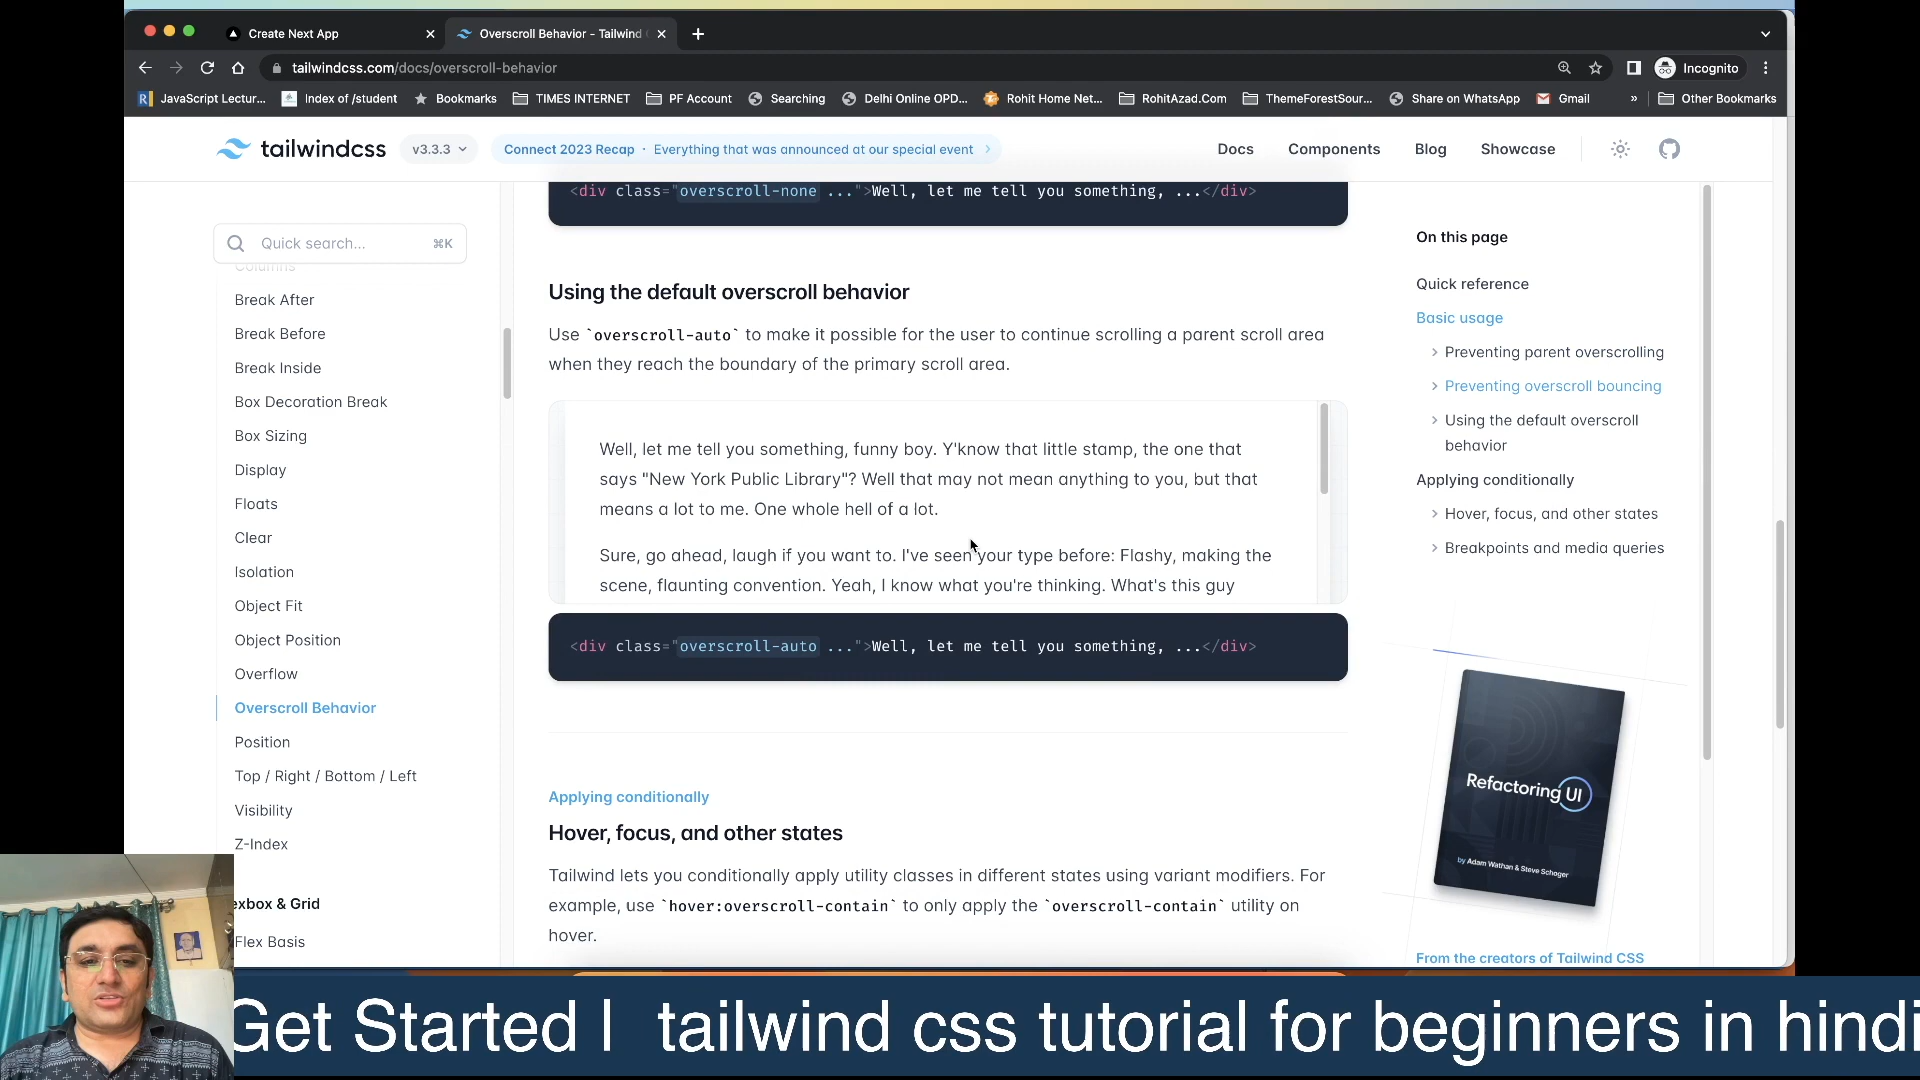 Create Next App
Overscroll Behavior - Tailwind
tailwindcss.com/docs/overscroll-behavior
Incognito
JavaScript Lectur...
Index of /student
Bookmarks
TIMES INTERNET
PF Account
Searching
Delhi Online OPD...
Rohit Home Net...
RohitAzad.Com
ThemeForestSour...
Share on WhatsApp
Gmail
»
Other Bookmarks
tailwindcss
v3.3.3
Connect 2023 Recap · Everything that was announced at our special event
Docs
Components
Blog
Showcase
Quick search...
⌘K
Columns
Break After
Break Before
Break Inside
Box Decoration Break
Box Sizing
Display
Floats
Clear
Isolation
Object Fit
Object Position
Overflow
Overscroll Behavior
Position
Top / Right / Bottom / Left
Visibility
Z-Index
exbox & Grid
Flex Basis
<div class="overscroll-none ...">Well, let me tell you something, ...</div>
Using the default overscroll behavior
Use `overscroll-auto` to make it possible for the user to continue scrolling a parent scroll area
when they reach the boundary of the primary scroll area.
Well, let me tell you something, funny boy. Y'know that little stamp, the one that
says "New York Public Library"? Well that may not mean anything to you, but that
means a lot to me. One whole hell of a lot.
Sure, go ahead, laugh if you want to. I've seen your type before: Flashy, making the
scene, flaunting convention. Yeah, I know what you're thinking. What's this guy
<div class="overscroll-auto ...">Well, let me tell you something, ...</div>
Applying conditionally
Hover, focus, and other states
Tailwind lets you conditionally apply utility classes in different states using variant modifiers. For
example, use `hover:overscroll-contain` to only apply the `overscroll-contain` utility on
hover.
On this page
Quick reference
Basic usage
Preventing parent overscrolling
Preventing overscroll bouncing
Using the default overscroll
behavior
Applying conditionally
Hover, focus, and other states
Breakpoints and media queries
Refactoring UI
by Adam Wathan & Steve Schoger
From the creators of Tailwind CSS
Get Started | tailwind css tutorial for beginners in hindi